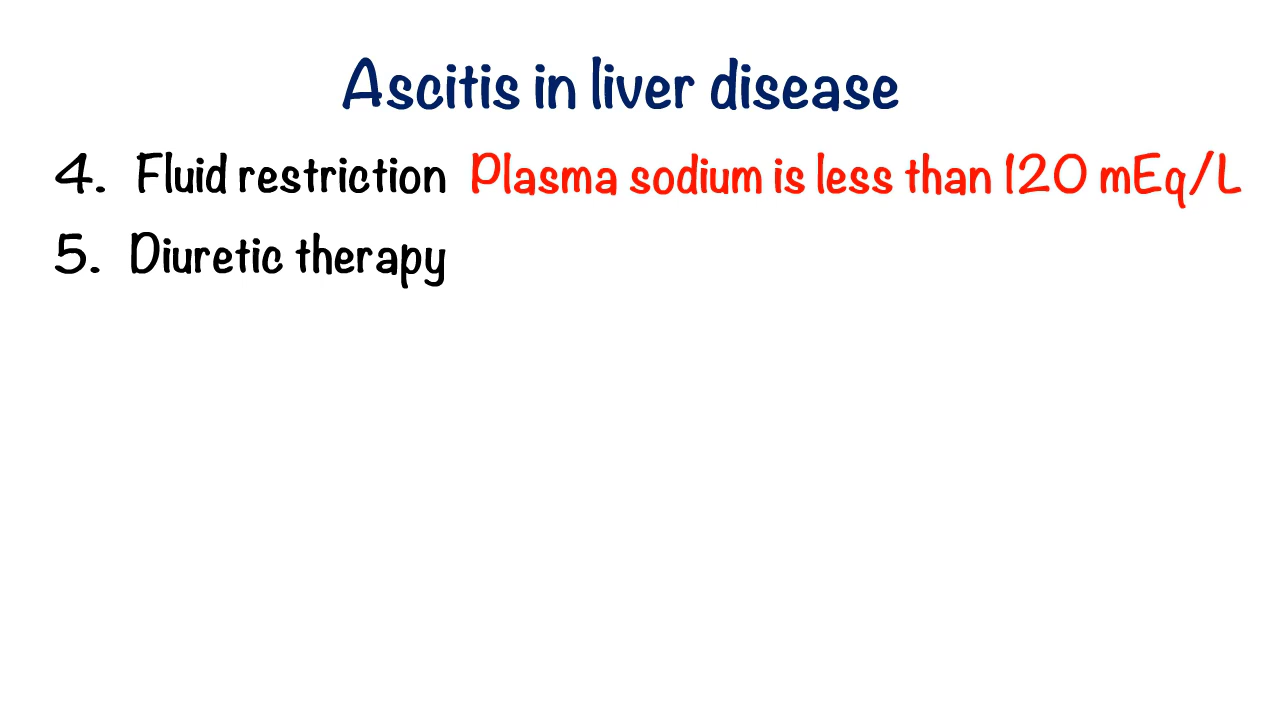 Ascitis in liver disease
4. Fluid restriction Plasma sodium is less than 120 mEq/L
5. Diuretic therapy